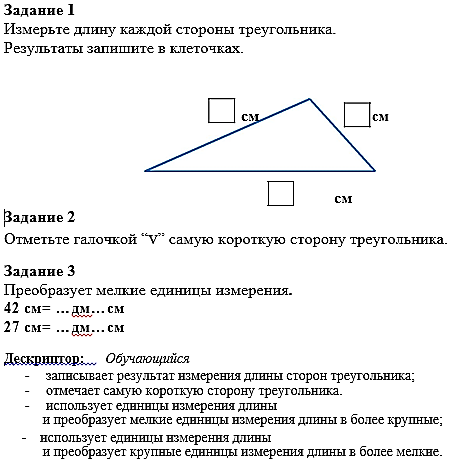 Задание 1
Измерьте длину каждой стороны треугольника.
Результаты запишите в клеточках.
см
см
см
Задание 2
Отметьте галочкой “V” самую короткую сторону треугольника.
Задание 3
Преобразует мелкие единицы измерения.
42 см= …дм…см
27 см= …дм…см
Дескриптор: Обучающийся
- записывает результат измерения длины сторон треугольника;
- отмечает самую короткую сторону треугольника.
- использует единицы измерения длины
и преобразует мелкие единицы измерения длины в более крупные;
- использует единицы измерения длины
и преобразует крупные единицы измерения длины в более мелкие.